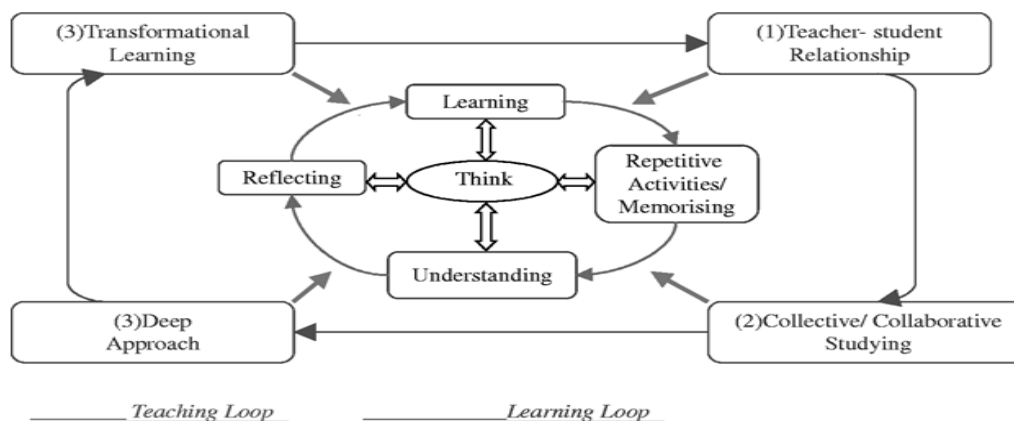 (3)Transformational
Learning
(1)Teacher- student
Relationship
Learning
Reflecting
Think
Repetitive
Activities/
Memorising
Understanding
(3)Deep
Approach
(2)Collective/ Collaborative
Studying
Teaching Loop
Learning Loop